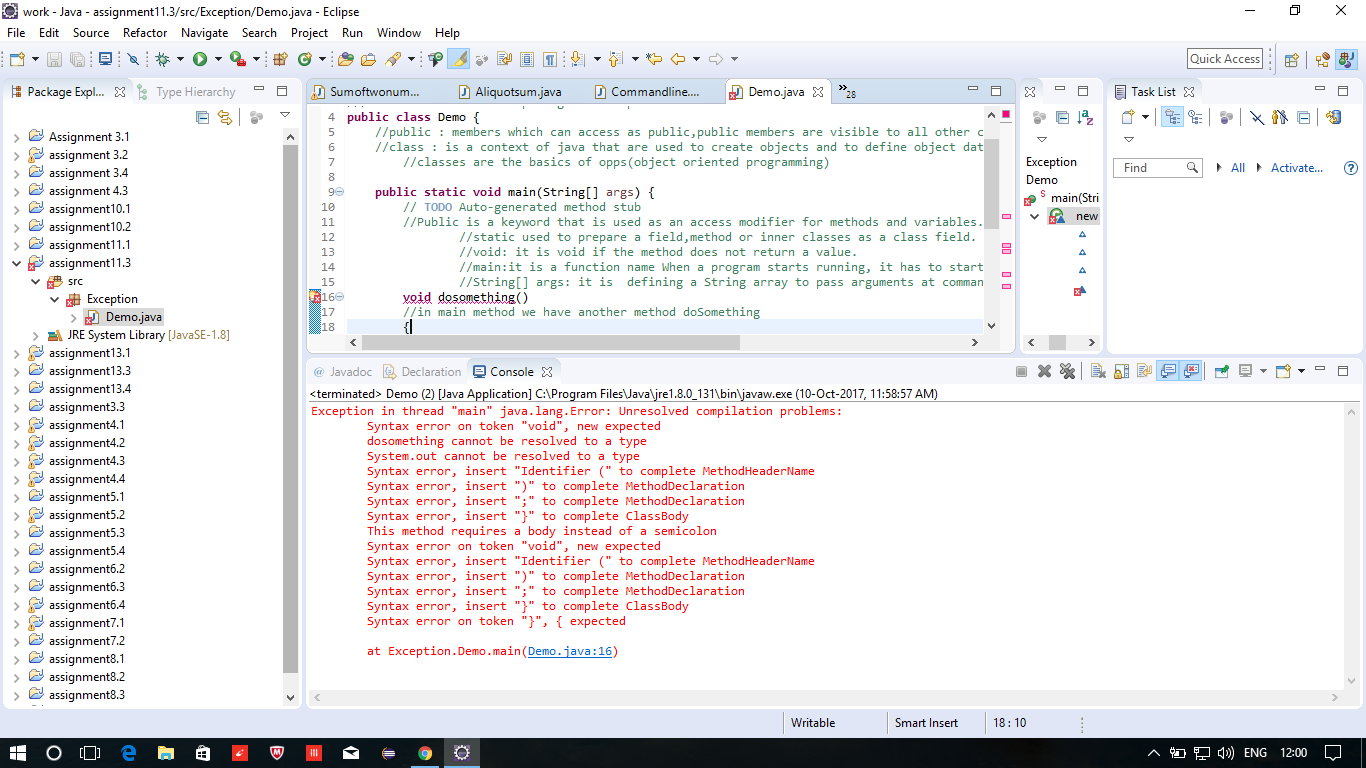 work - Java - assignment11.3/src/Exception/Demo.java - Eclipse
File Edit Source Refactor Navigate Search Project Run Window Help
Quick Access
Package Expl...
Type Hierarchy
Assignment 3.1
assignment 3.2
assignment 3.4
assignment 4.3
assignment10.1
assignment10.2
assignment11.1
assignment11.3
src
Exception
Demo.java
JRE System Library [JavaSE-1.8]
assignment13.1
assignment13.3
assignment13.4
assignment3.3
assignment4.1
assignment4.2
assignment4.3
assignment4.4
assignment5.1
assignment5.2
assignment5.3
assignment5.4
assignment6.2
assignment6.3
assignment6.4
assignment7.1
assignment7.2
assignment8.1
assignment8.2
assignment8.3
Sumoftwonum...
Aliquotsum.java
Commandline....
Demo.java
»28
4 public class Demo {
5 //public : members which can access as public,public members are visible to all other c
6 //class : is a context of java that are used to create objects and to define object dat
7 //classes are the basics of opps(object oriented programming)
8
9 public static void main(String[] args) {
10 // TODO Auto-generated method stub
11 //Public is a keyword that is used as an access modifier for methods and variables.
12 //static used to prepare a field,method or inner classes as a class field.
13 //void: it is void if the method does not return a value.
14 //main:it is a function name When a program starts running, it has to start
15 //String[] args: it is  defining a String array to pass arguments at comman
16 void dosomething()
17 //in main method we have another method doSomething
18 {
Exception
Demo
S main(Stri
new
Task List
Find
All
Activate...
@ Javadoc
Declaration
Console
<terminated> Demo (2) [Java Application] C:\Program Files\Java\jre1.8.0_131\bin\javaw.exe (10-Oct-2017, 11:58:57 AM)
Exception in thread "main" java.lang.Error: Unresolved compilation problems:
Syntax error on token "void", new expected
dosomething cannot be resolved to a type
System.out cannot be resolved to a type
Syntax error, insert "Identifier (" to complete MethodHeaderName
Syntax error, insert ")" to complete MethodDeclaration
Syntax error, insert ";" to complete MethodDeclaration
Syntax error, insert "}" to complete ClassBody
This method requires a body instead of a semicolon
Syntax error on token "void", new expected
Syntax error, insert "Identifier (" to complete MethodHeaderName
Syntax error, insert ")" to complete MethodDeclaration
Syntax error, insert ";" to complete MethodDeclaration
Syntax error, insert "}" to complete ClassBody
Syntax error on token "}", { expected
at Exception.Demo.main(Demo.java:16)
Writable
Smart Insert
18 : 10
ENG
12:00